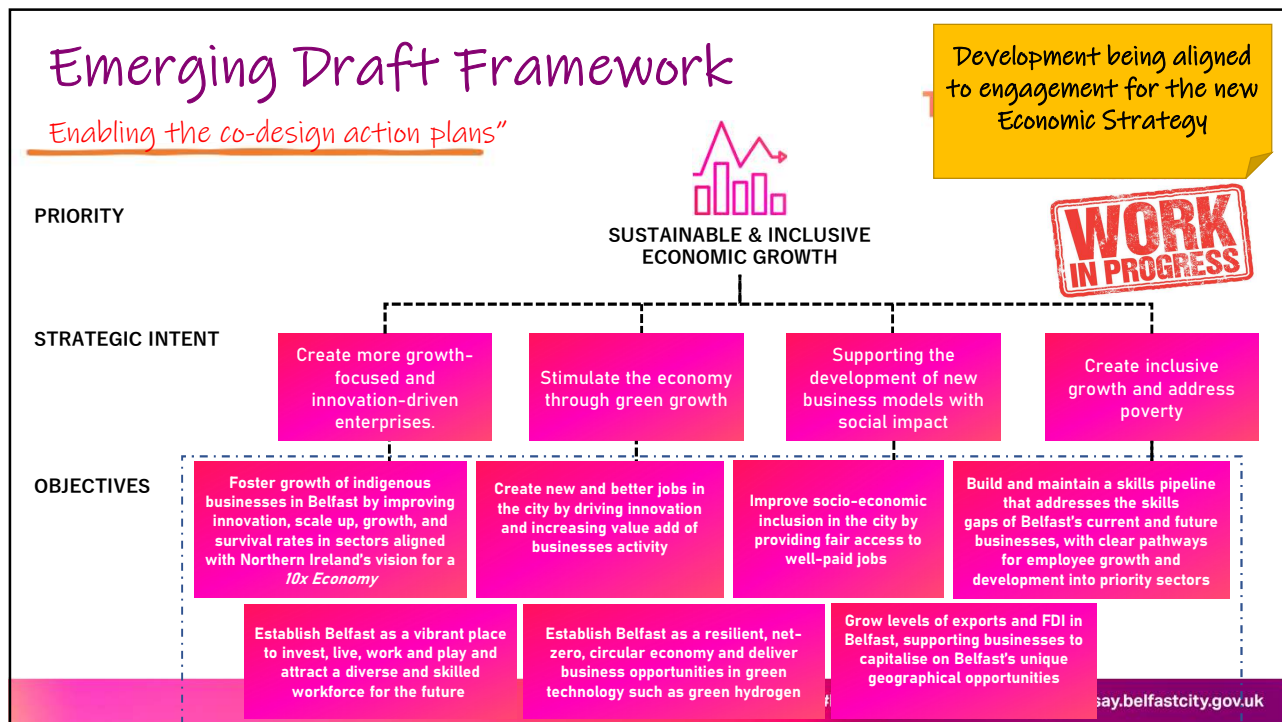 Emerging Draft Framework
Enabling the co-design action plans”
Development being aligned
to engagement for the new
Economic Strategy
PRIORITY
SUSTAINABLE & INCLUSIVE
ECONOMIC GROWTH
WORK
IN PROGRESS
STRATEGIC INTENT
Create more growth-
focused and
innovation-driven
enterprises.
Stimulate the economy
through green growth
Supporting the
development of new
business models with
social impact
Create inclusive
growth and address
poverty
OBJECTIVES
Foster growth of indigenous
businesses in Belfast by improving
innovation, scale up, growth, and
survival rates in sectors aligned
with Northern Ireland’s vision for a
10x Economy
Create new and better jobs in
the city by driving innovation
and increasing value add of
businesses activity
Improve socio-economic
inclusion in the city by
providing fair access to
well-paid jobs
Build and maintain a skills pipeline
that addresses the skills
gaps of Belfast’s current and future
businesses, with clear pathways
for employee growth and
development into priority sectors
Establish Belfast as a vibrant place
to invest, live, work and play and
attract a diverse and skilled
workforce for the future
Establish Belfast as a resilient, net-
zero, circular economy and deliver
business opportunities in green
technology such as green hydrogen
Grow levels of exports and FDI in
Belfast, supporting businesses to
capitalise on Belfast’s unique
geographical opportunities
say.belfastcity.gov.uk